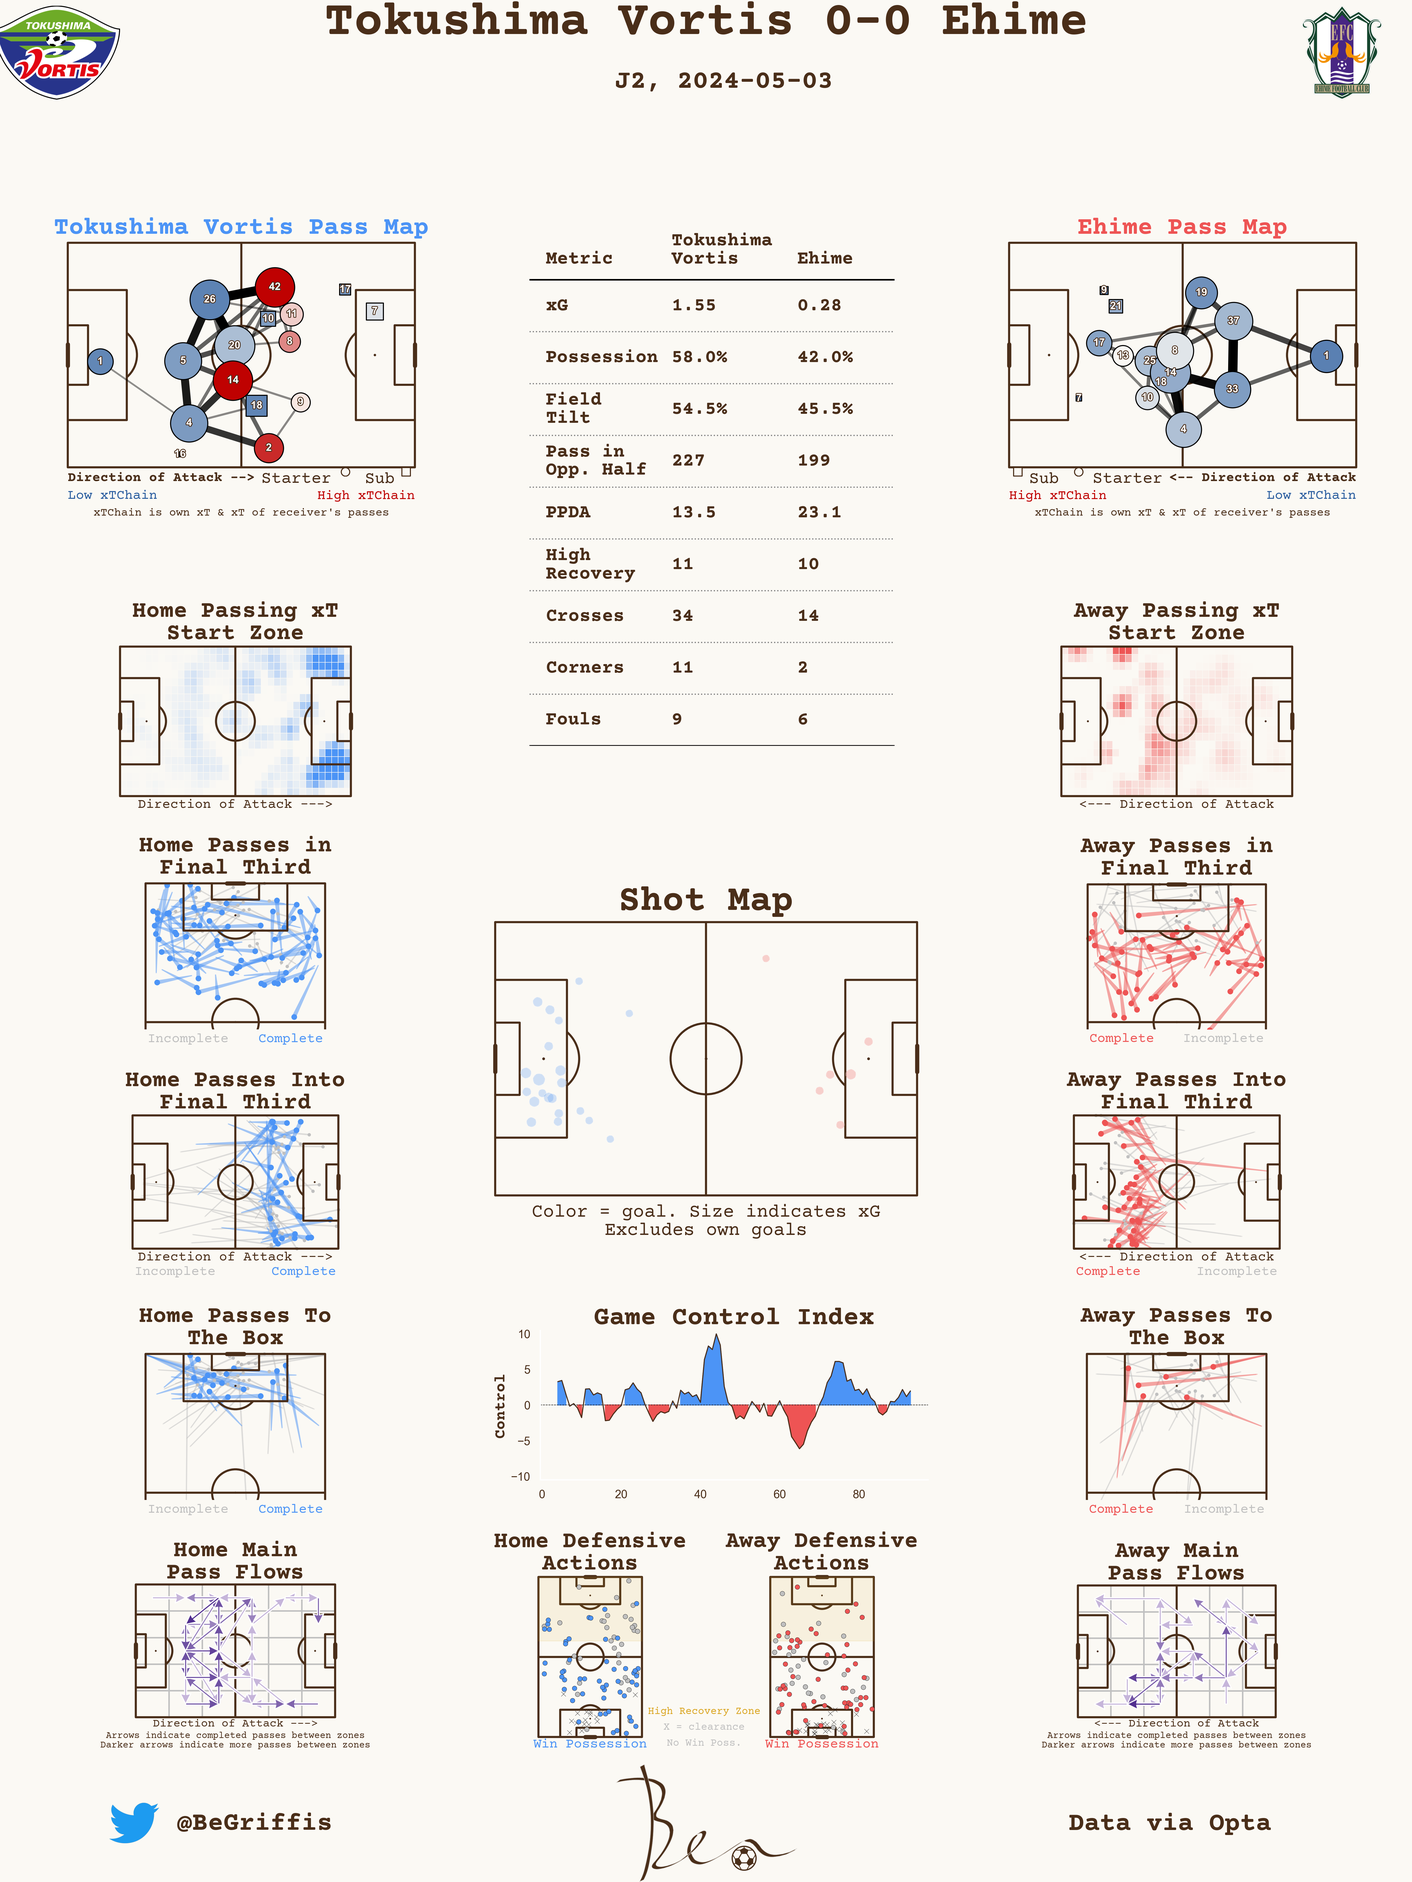 Tokushima Vortis 0-0 Ehime
J2, 2024-05-03
TOKUSHIMA
VORTIS
EFC
EHIME FOOTBALL CLUB
Tokushima Vortis Pass Map
42
26
17
7
10
11
20
8
5
1
14
18
9
4
2
16
Direction of Attack --> Starter Sub
Low xTChain High xTChain
xTChain is own xT & xT of receiver's passes
Metric Tokushima Vortis Ehime
xG 1.55 0.28
Possession 58.0% 42.0%
Field Tilt 54.5% 45.5%
Pass in Opp. Half 227 199
PPDA 13.5 23.1
High Recovery 11 10
Crosses 34 14
Corners 11 2
Fouls 9 6
Ehime Pass Map
9
19
21
37
17
8
13
25
1
14
18
33
10
7
4
Sub Starter <-- Direction of Attack
High xTChain Low xTChain
xTChain is own xT & xT of receiver's passes
Home Passing xT
Start Zone
Direction of Attack --->
Away Passing xT
Start Zone
<--- Direction of Attack
Home Passes in
Final Third
Incomplete Complete
Away Passes in
Final Third
Complete Incomplete
Shot Map
Color = goal. Size indicates xG
Excludes own goals
Home Passes Into
Final Third
Direction of Attack --->
Incomplete Complete
Away Passes Into
Final Third
<--- Direction of Attack
Complete Incomplete
Home Passes To
The Box
Incomplete Complete
Game Control Index
Control
10
5
0
−5
−10
0 20 40 60 80
Away Passes To
The Box
Complete Incomplete
Home Main
Pass Flows
Direction of Attack --->
Arrows indicate completed passes between zones
Darker arrows indicate more passes between zones
Home Defensive
Actions
Win Possession
High Recovery Zone
X = clearance
No Win Poss.
Away Defensive
Actions
Win Possession
Away Main
Pass Flows
<--- Direction of Attack
Arrows indicate completed passes between zones
Darker arrows indicate more passes between zones
@BeGriffis
Ben
Data via Opta